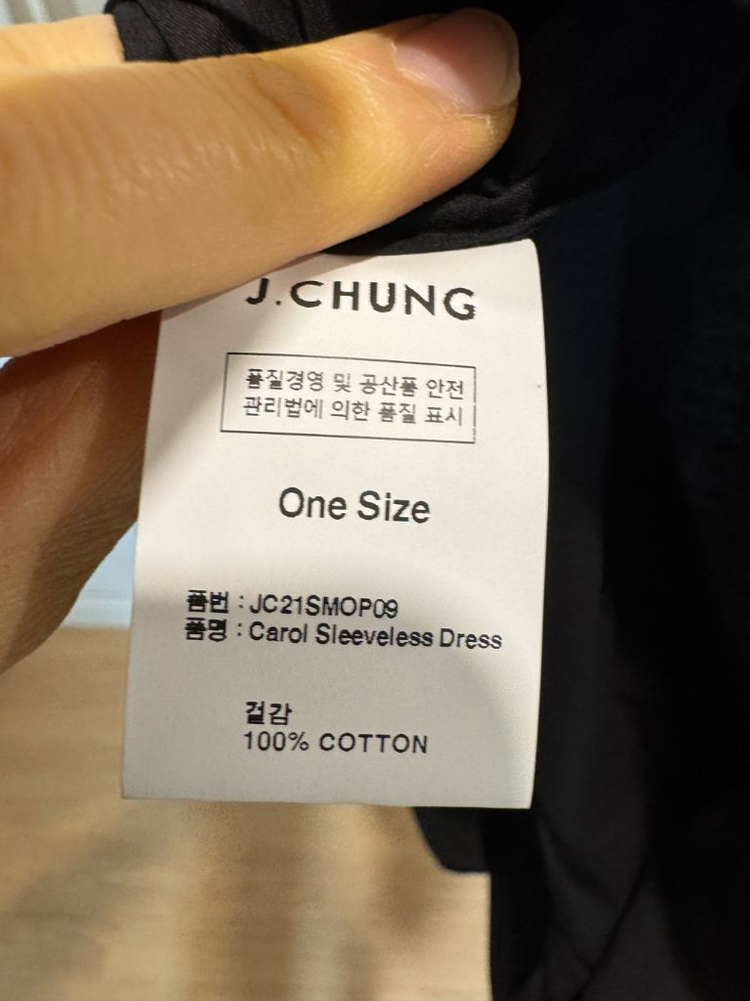 J.CHUNG
품질경영 및 공산품 안전
관리법에 의한 품질 표시
One Size
품번 : JC21SMOP09
품명 : Carol Sleeveless Dress
겉감
100% COTTON